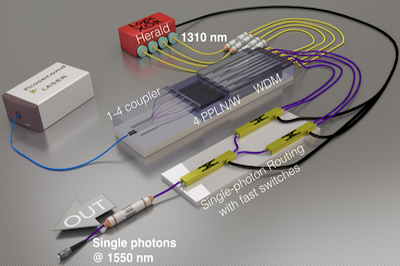 Herald
1310 nm
Picosecond
LASER
1-4 coupler
4 PPLN/W
WDM
Single-photon Routing
with fast switches
OUT
Single photons
@ 1550 nm